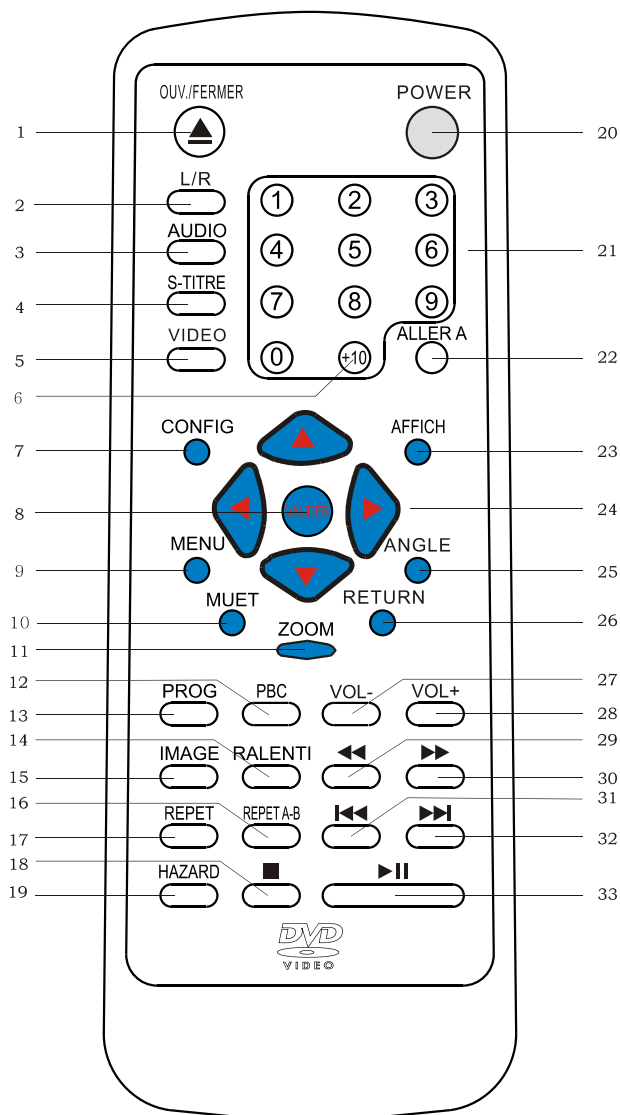 OUV./FERMER POWER
1 20
L/R
2 1 2 3
AUDIO
3 4 5 6 21
S-TITRE
4 7 8 9
VIDEO ALLER A
5 0 +10 22
6
CONFIG AFFICH
7 23
8 24
MENU ANGLE
9 25
MUET RETURN
10 26
ZOOM
11
12 27
PROG PBC VOL- VOL+
13 28
14 29
IMAGE RALENTI
15 30
16 31
REPET REPET A-B
17 32
18
HAZARD
19 33
DVD
VIDEO